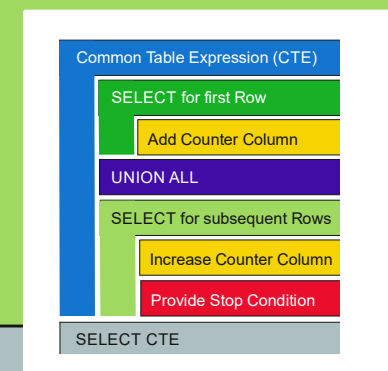 Common Table Expression (CTE)
SELECT for first Row
Add Counter Column
UNION ALL
SELECT for subsequent Rows
Increase Counter Column
Provide Stop Condition
SELECT CTE